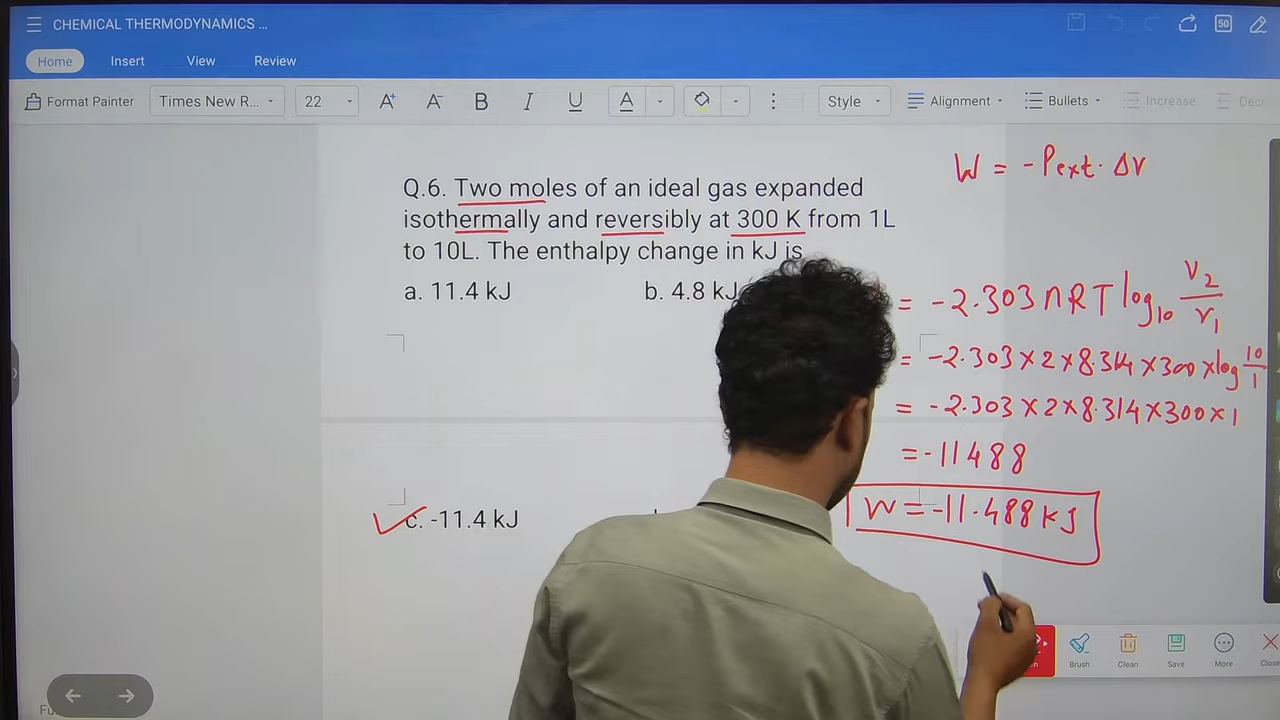 CHEMICAL THERMODYNAMICS ...
50
Home Insert View Review
Format Painter Times New R... 22 A+ A- B I U A Style Alignment Bullets Increase Decr
W = -Pext. ΔV
Q.6. Two moles of an ideal gas expanded
isothermally and reversibly at 300 K from 1L
to 10L. The enthalpy change in kJ is
a. 11.4 kJ b. 4.8 kJ
= -2.303 nRT log10 V2/V1
= -2.303×2×8.314×300×log 10/1
= -2.303×2×8.314×300×1
= -11488
W = -11.488 KJ
c. -11.4 kJ
Brush Clean Save More Close